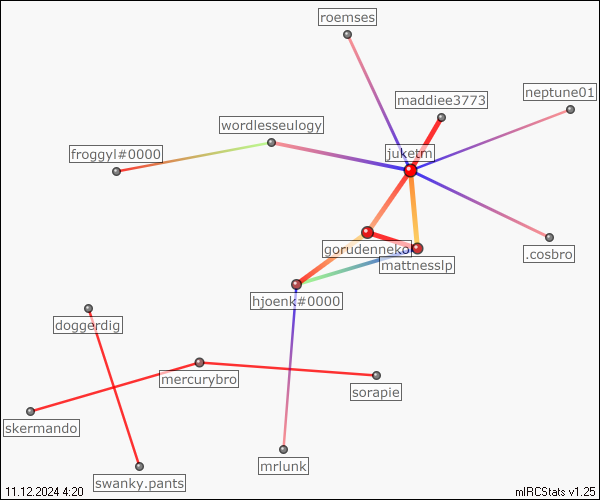 roemses
neptune01
maddiee3773
wordlesseulogy
froggyl#0000
juketm
gorudenneko
.cosbro
mattnesslp
hjoenk#0000
doggerdig
mercurybro
sorapie
skermando
mrlunk
swanky.pants
11.12.2024 4:20
mIRCStats v1.25